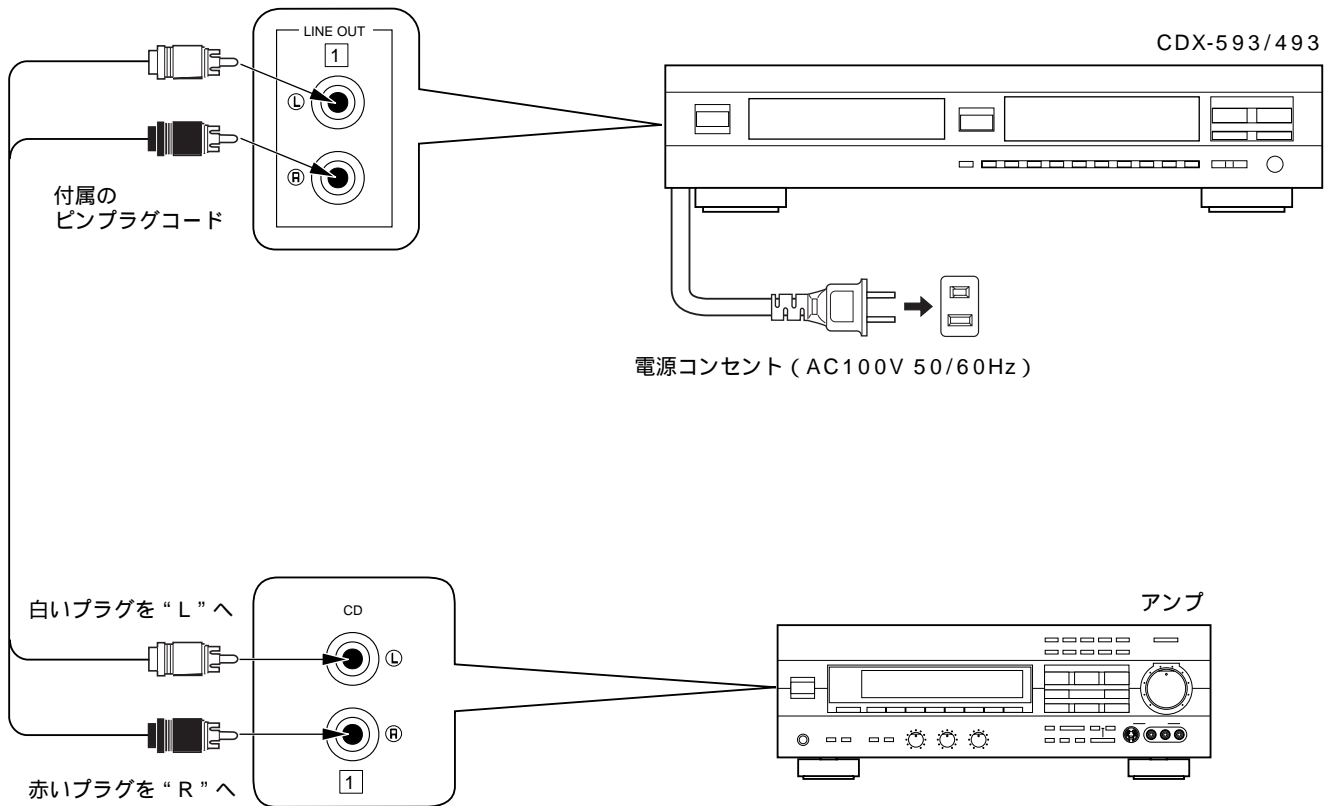 LINE OUT
1
L
R
CDX-593/493
付属の
ピンプラグコード
電源コンセント(AC100V 50/60Hz)
白いプラグを“L”へ
CD
L
R
1
赤いプラグを“R”へ
アンプ